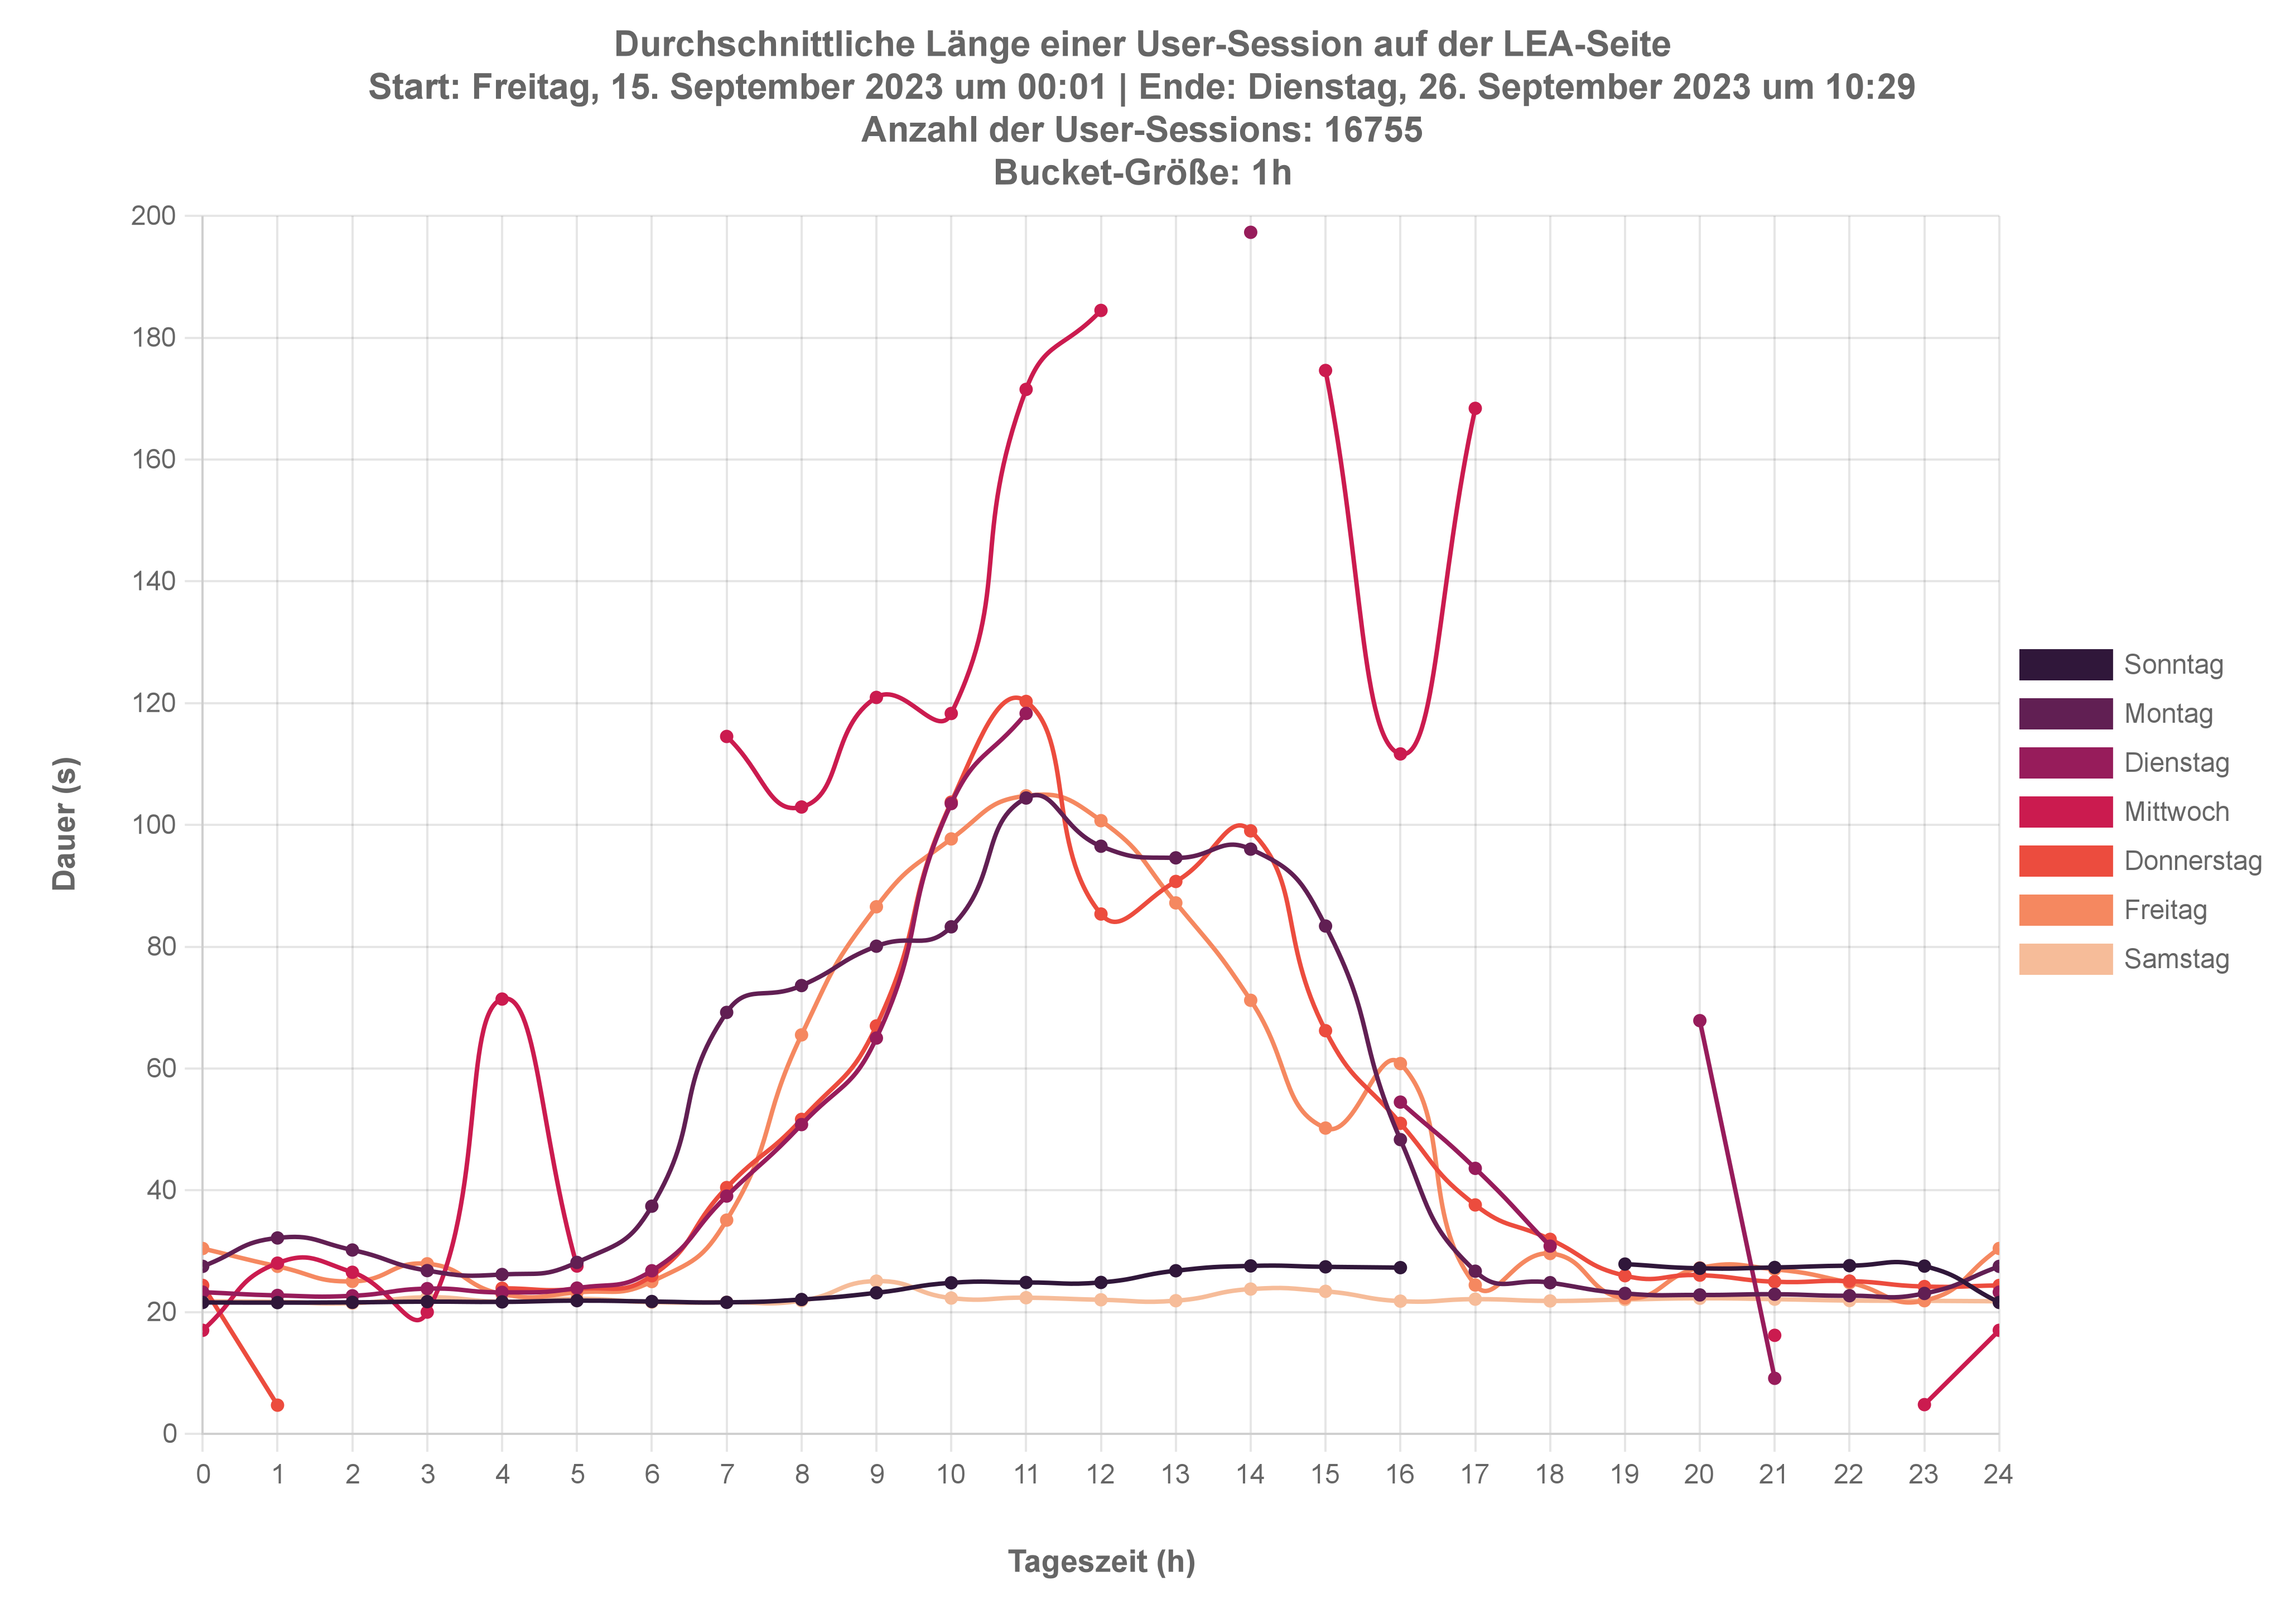 Durchschnittliche Länge einer User-Session auf der LEA-Seite
Start: Freitag, 15. September 2023 um 00:01 | Ende: Dienstag, 26. September 2023 um 10:29
Anzahl der User-Sessions: 16755
Bucket-Größe: 1h
200
180
160
140
120
100
80
60
40
20
0
Dauer (s)
0 1 2 3 4 5 6 7 8 9 10 11 12 13 14 15 16 17 18 19 20 21 22 23 24
Tageszeit (h)
Sonntag
Montag
Dienstag
Mittwoch
Donnerstag
Freitag
Samstag